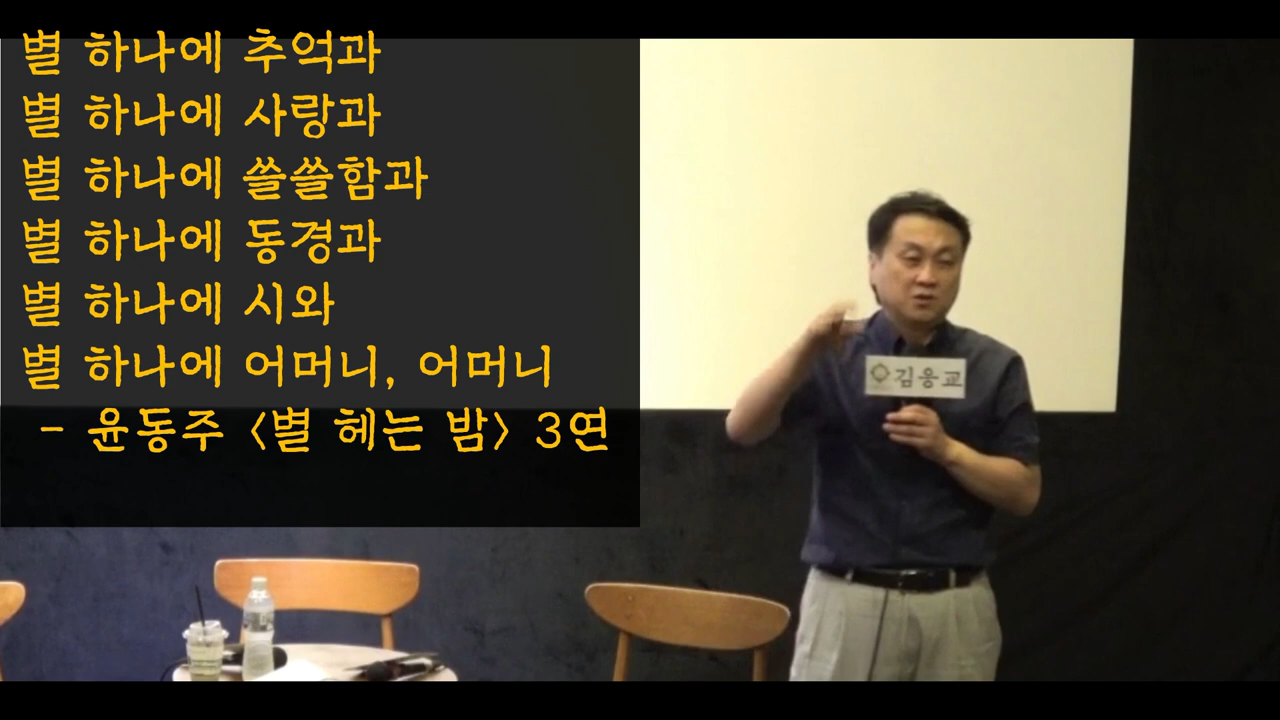 별 하나에 추억과
별 하나에 사랑과
별 하나에 쓸쓸함과
별 하나에 동경과
별 하나에 시와
별 하나에 어머니, 어머니
- 윤동주 <별 헤는 밤> 3연
김응교